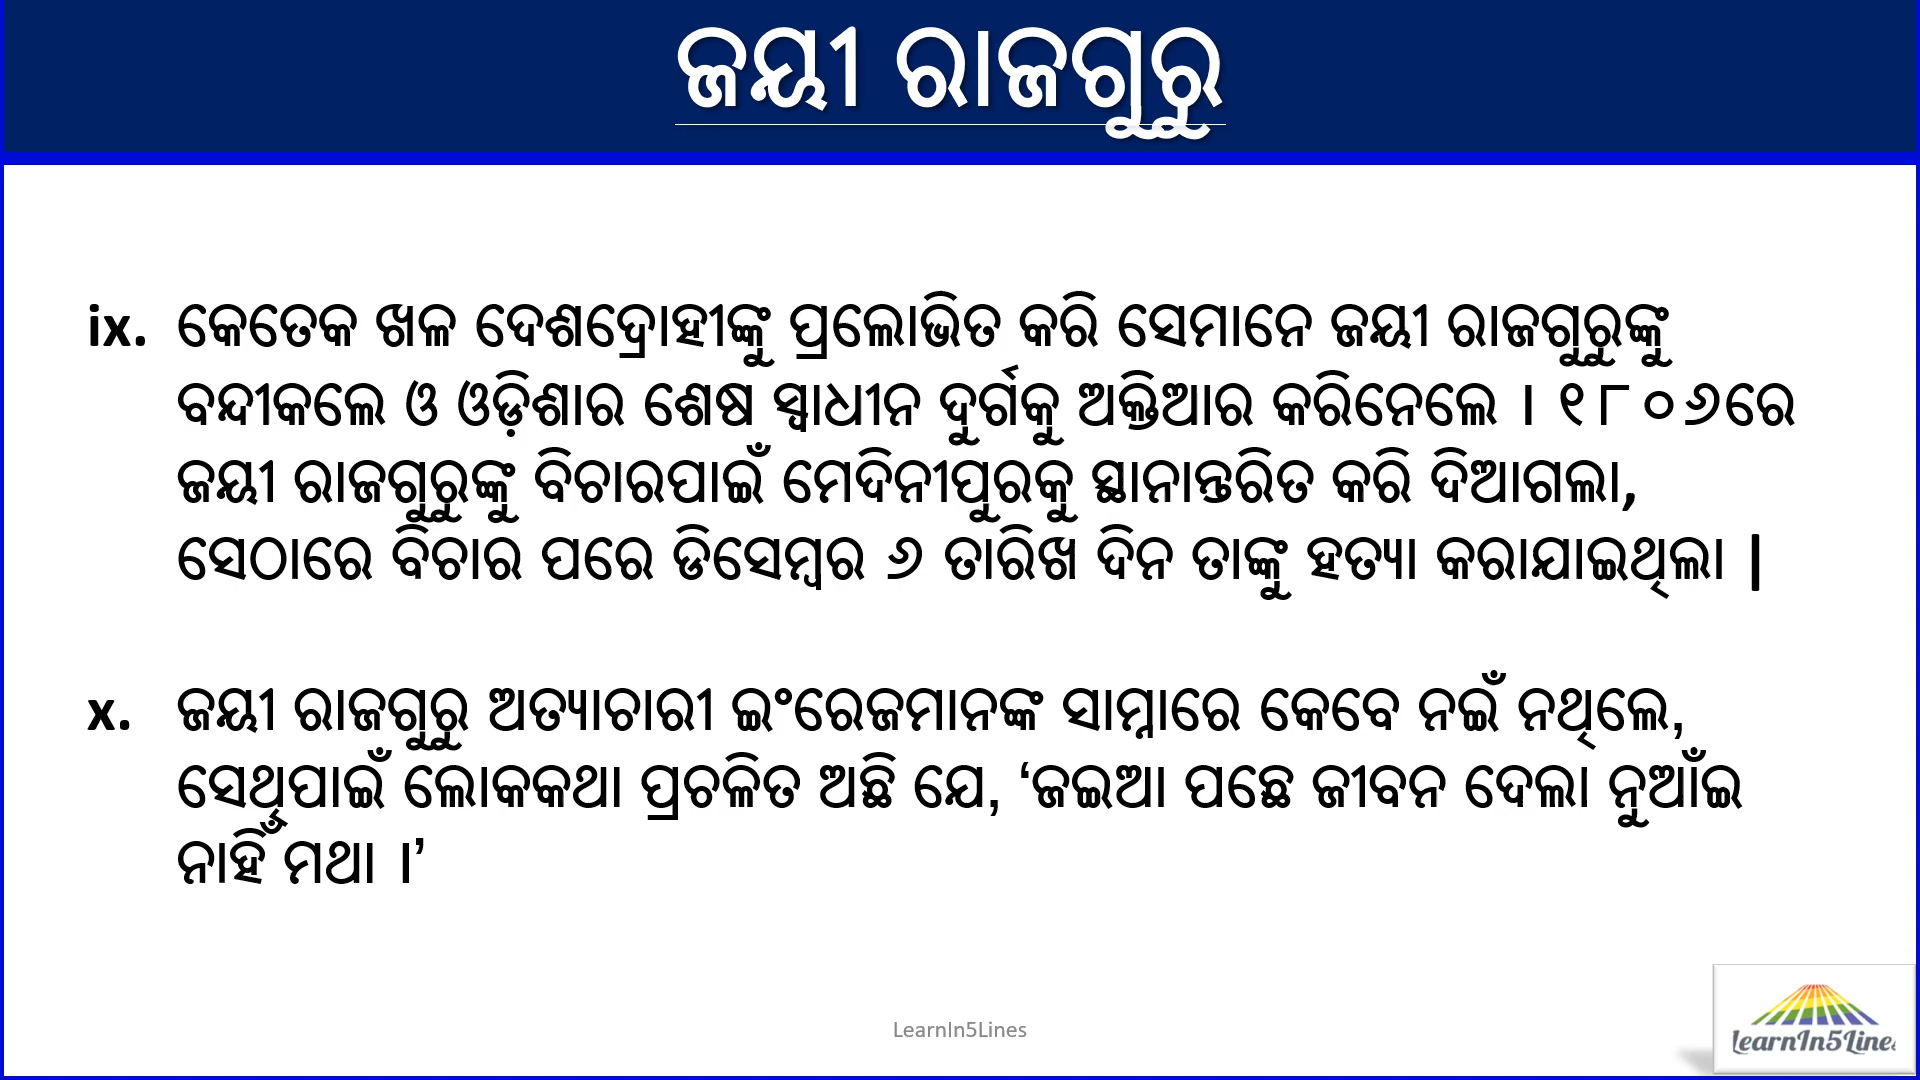 ଜୟୀ ରାଜଗୁରୁ
ix. କେତେକ ଖଳ ଦେଶଦ୍ରୋହୀଙ୍କୁ ପ୍ରଲୋଭିତ କରି ସେମାନେ ଜୟୀ ରାଜଗୁରୁଙ୍କୁ
ବନ୍ଦୀକଲେ ଓ ଓଡ଼ିଶାର ଶେଷ ସ୍ୱାଧୀନ ଦୁର୍ଗକୁ ଅକ୍ତିଆର କରିନେଲେ । ୧୮୦୬ରେ
ଜୟୀ ରାଜଗୁରୁଙ୍କୁ ବିଚାରପାଇଁ ମେଦିନୀପୁରକୁ ସ୍ଥାନାନ୍ତରିତ କରି ଦିଆଗଲା,
ସେଠାରେ ବିଚାର ପରେ ଡିସେମ୍ବର ୬ ତାରିଖ ଦିନ ତାଙ୍କୁ ହତ୍ୟା କରାଯାଇଥିଲା |
x. ଜୟୀ ରାଜଗୁରୁ ଅତ୍ୟାଚାରୀ ଇଂରେଜମାନଙ୍କ ସାମ୍ନାରେ କେବେ ନଇଁ ନଥିଲେ,
ସେଥିପାଇଁ ଲୋକକଥା ପ୍ରଚଳିତ ଅଛି ଯେ, ‘ଜଇଆ ପଛେ ଜୀବନ ଦେଲା ନୁଆଁଇ
ନାହିଁ ମଥା ।’
LearnIn5Lines
LearnIn5Lines